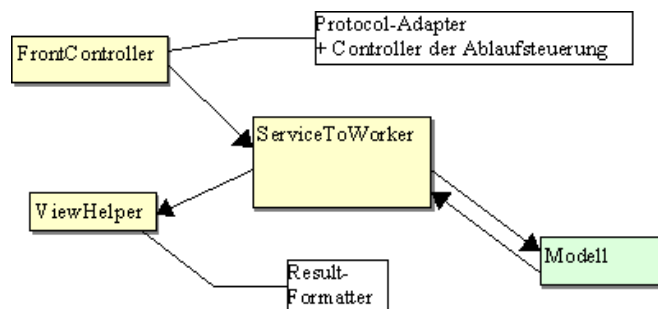 Protocol-Adapter
+ Controller der Ablaufsteuerung
FrontController
ServiceToWorker
ViewHelper
Modell
Result-
Formatter